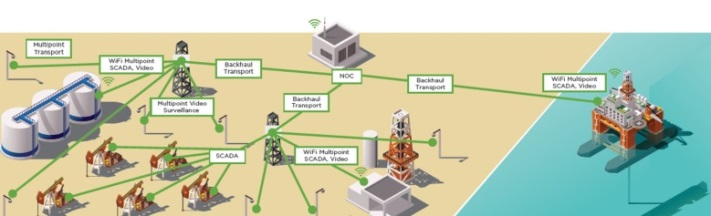 Multipoint
Transport
WiFi Multipoint
SCADA, Video
Backhaul
Transport
NOC
Backhaul
Transport
WiFi Multipoint
SCADA, Video
Multipoint Video
Surveillance
Backhaul
Transport
SCADA
WiFi Multipoint
SCADA, Video